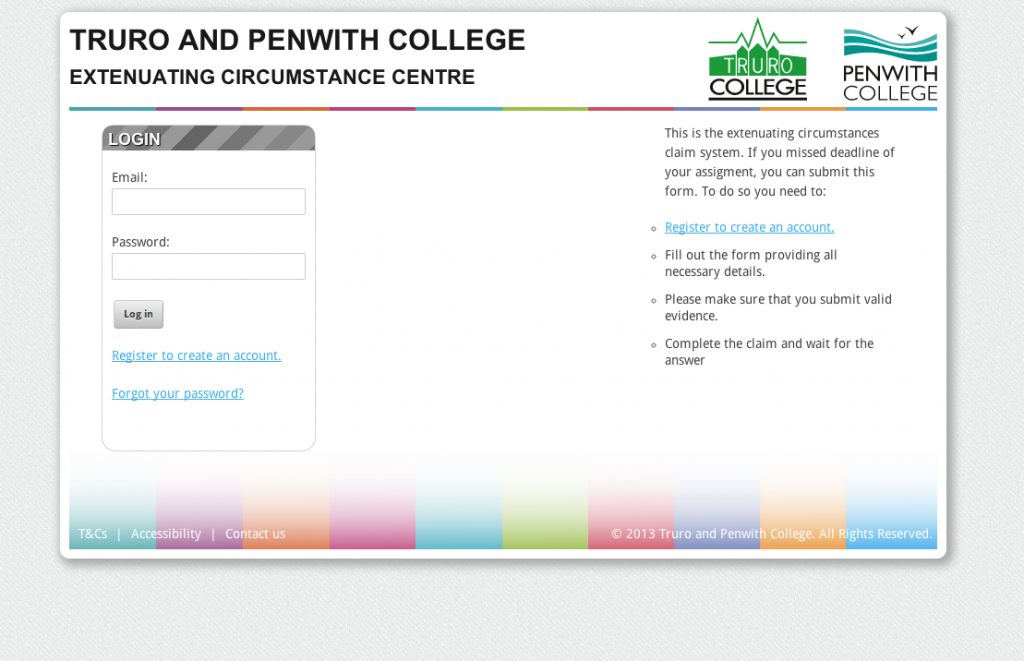 TRURO AND PENWITH COLLEGE
EXTENUATING CIRCUMSTANCE CENTRE
TRURO
COLLEGE
PENWITH
COLLEGE
LOGIN
Email:
Password:
Log in
Register to create an account.
Forgot your password?
This is the extenuating circumstances
claim system. If you missed deadline of
your assigment, you can submit this
form. To do so you need to:
Register to create an account.
Fill out the form providing all
necessary details.
Please make sure that you submit valid
evidence.
Complete the claim and wait for the
answer
T&Cs | Accessibility | Contact us
© 2013 Truro and Penwith College. All Rights Reserved.